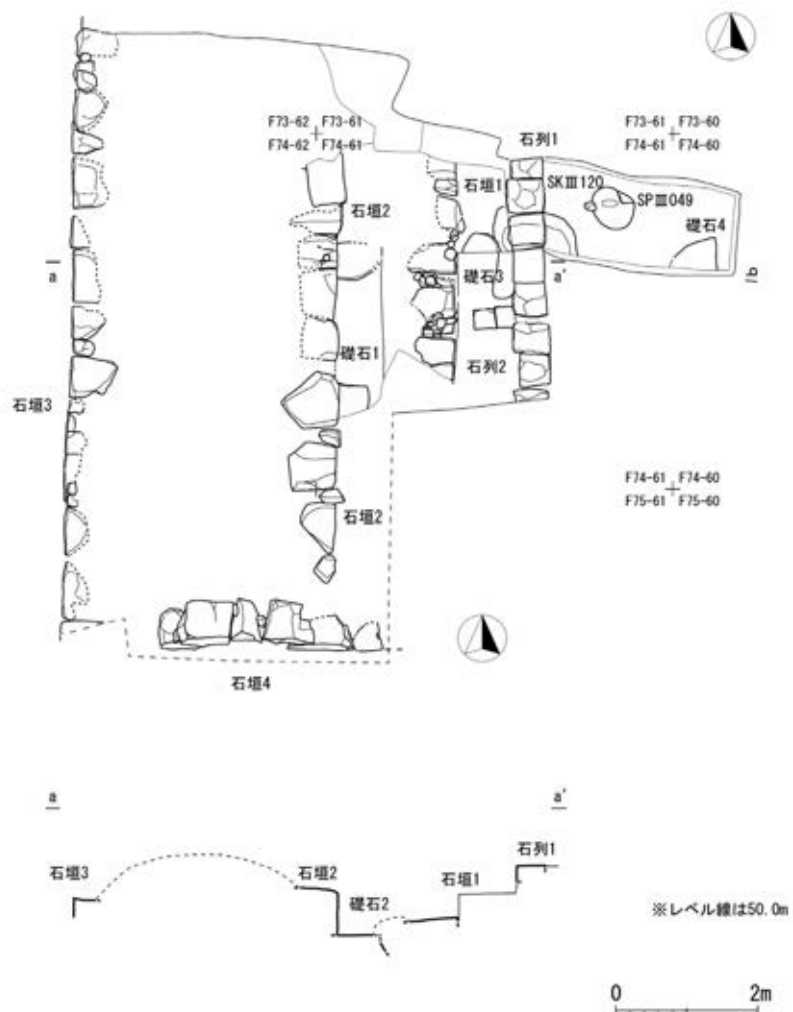 F73-62 F73-61
F74-62 F74-61
石列1
F73-61 F73-60
F74-61 F74-60
石垣1
SKⅢ120
SPⅢ049
石垣2
礎石4
a
礎石3
a'
b
b
礎石1
石列2
石垣3
F74-61 F74-60
F75-61 F75-60
石垣2
石垣4
a
a'
石垣3
石垣2
礎石2
石垣1
石列1
※レベル線は50.0m
0
2m